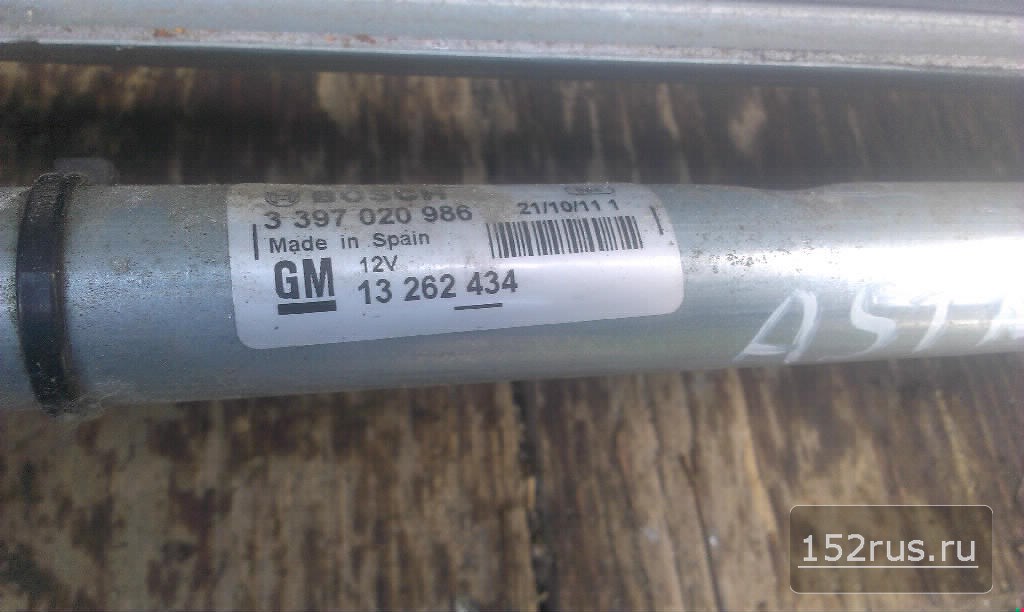 BOSCH
3 397 020 986
21/10/11 1
Made in Spain
GM
12V
13 262 434
152rus.ru